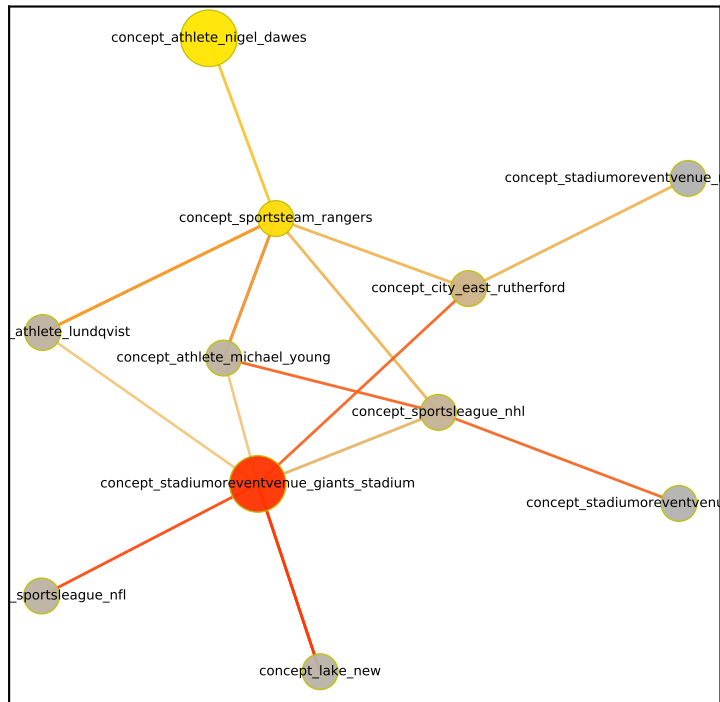 concept_athlete_nigel_dawes
concept_stadiumoreventvenue_
concept_sportsteam_rangers
concept_city_east_rutherford
_athlete_lundqvist
concept_athlete_michael_young
concept_sportsleague_nhl
concept_stadiumoreventvenue_giants_stadium
concept_stadiumoreventvenu
_sportsleague_nfl
concept_lake_new